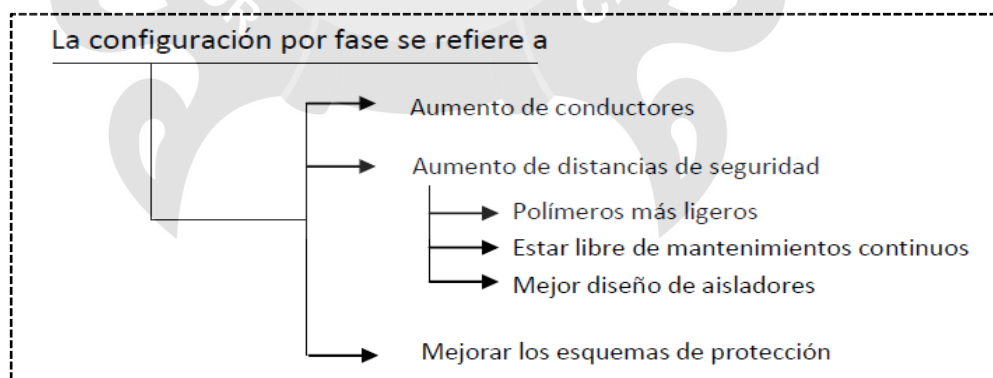 La configuración por fase se refiere a
Aumento de conductores
Aumento de distancias de seguridad
Polímeros más ligeros
Estar libre de mantenimientos continuos
Mejor diseño de aisladores
Mejorar los esquemas de protección